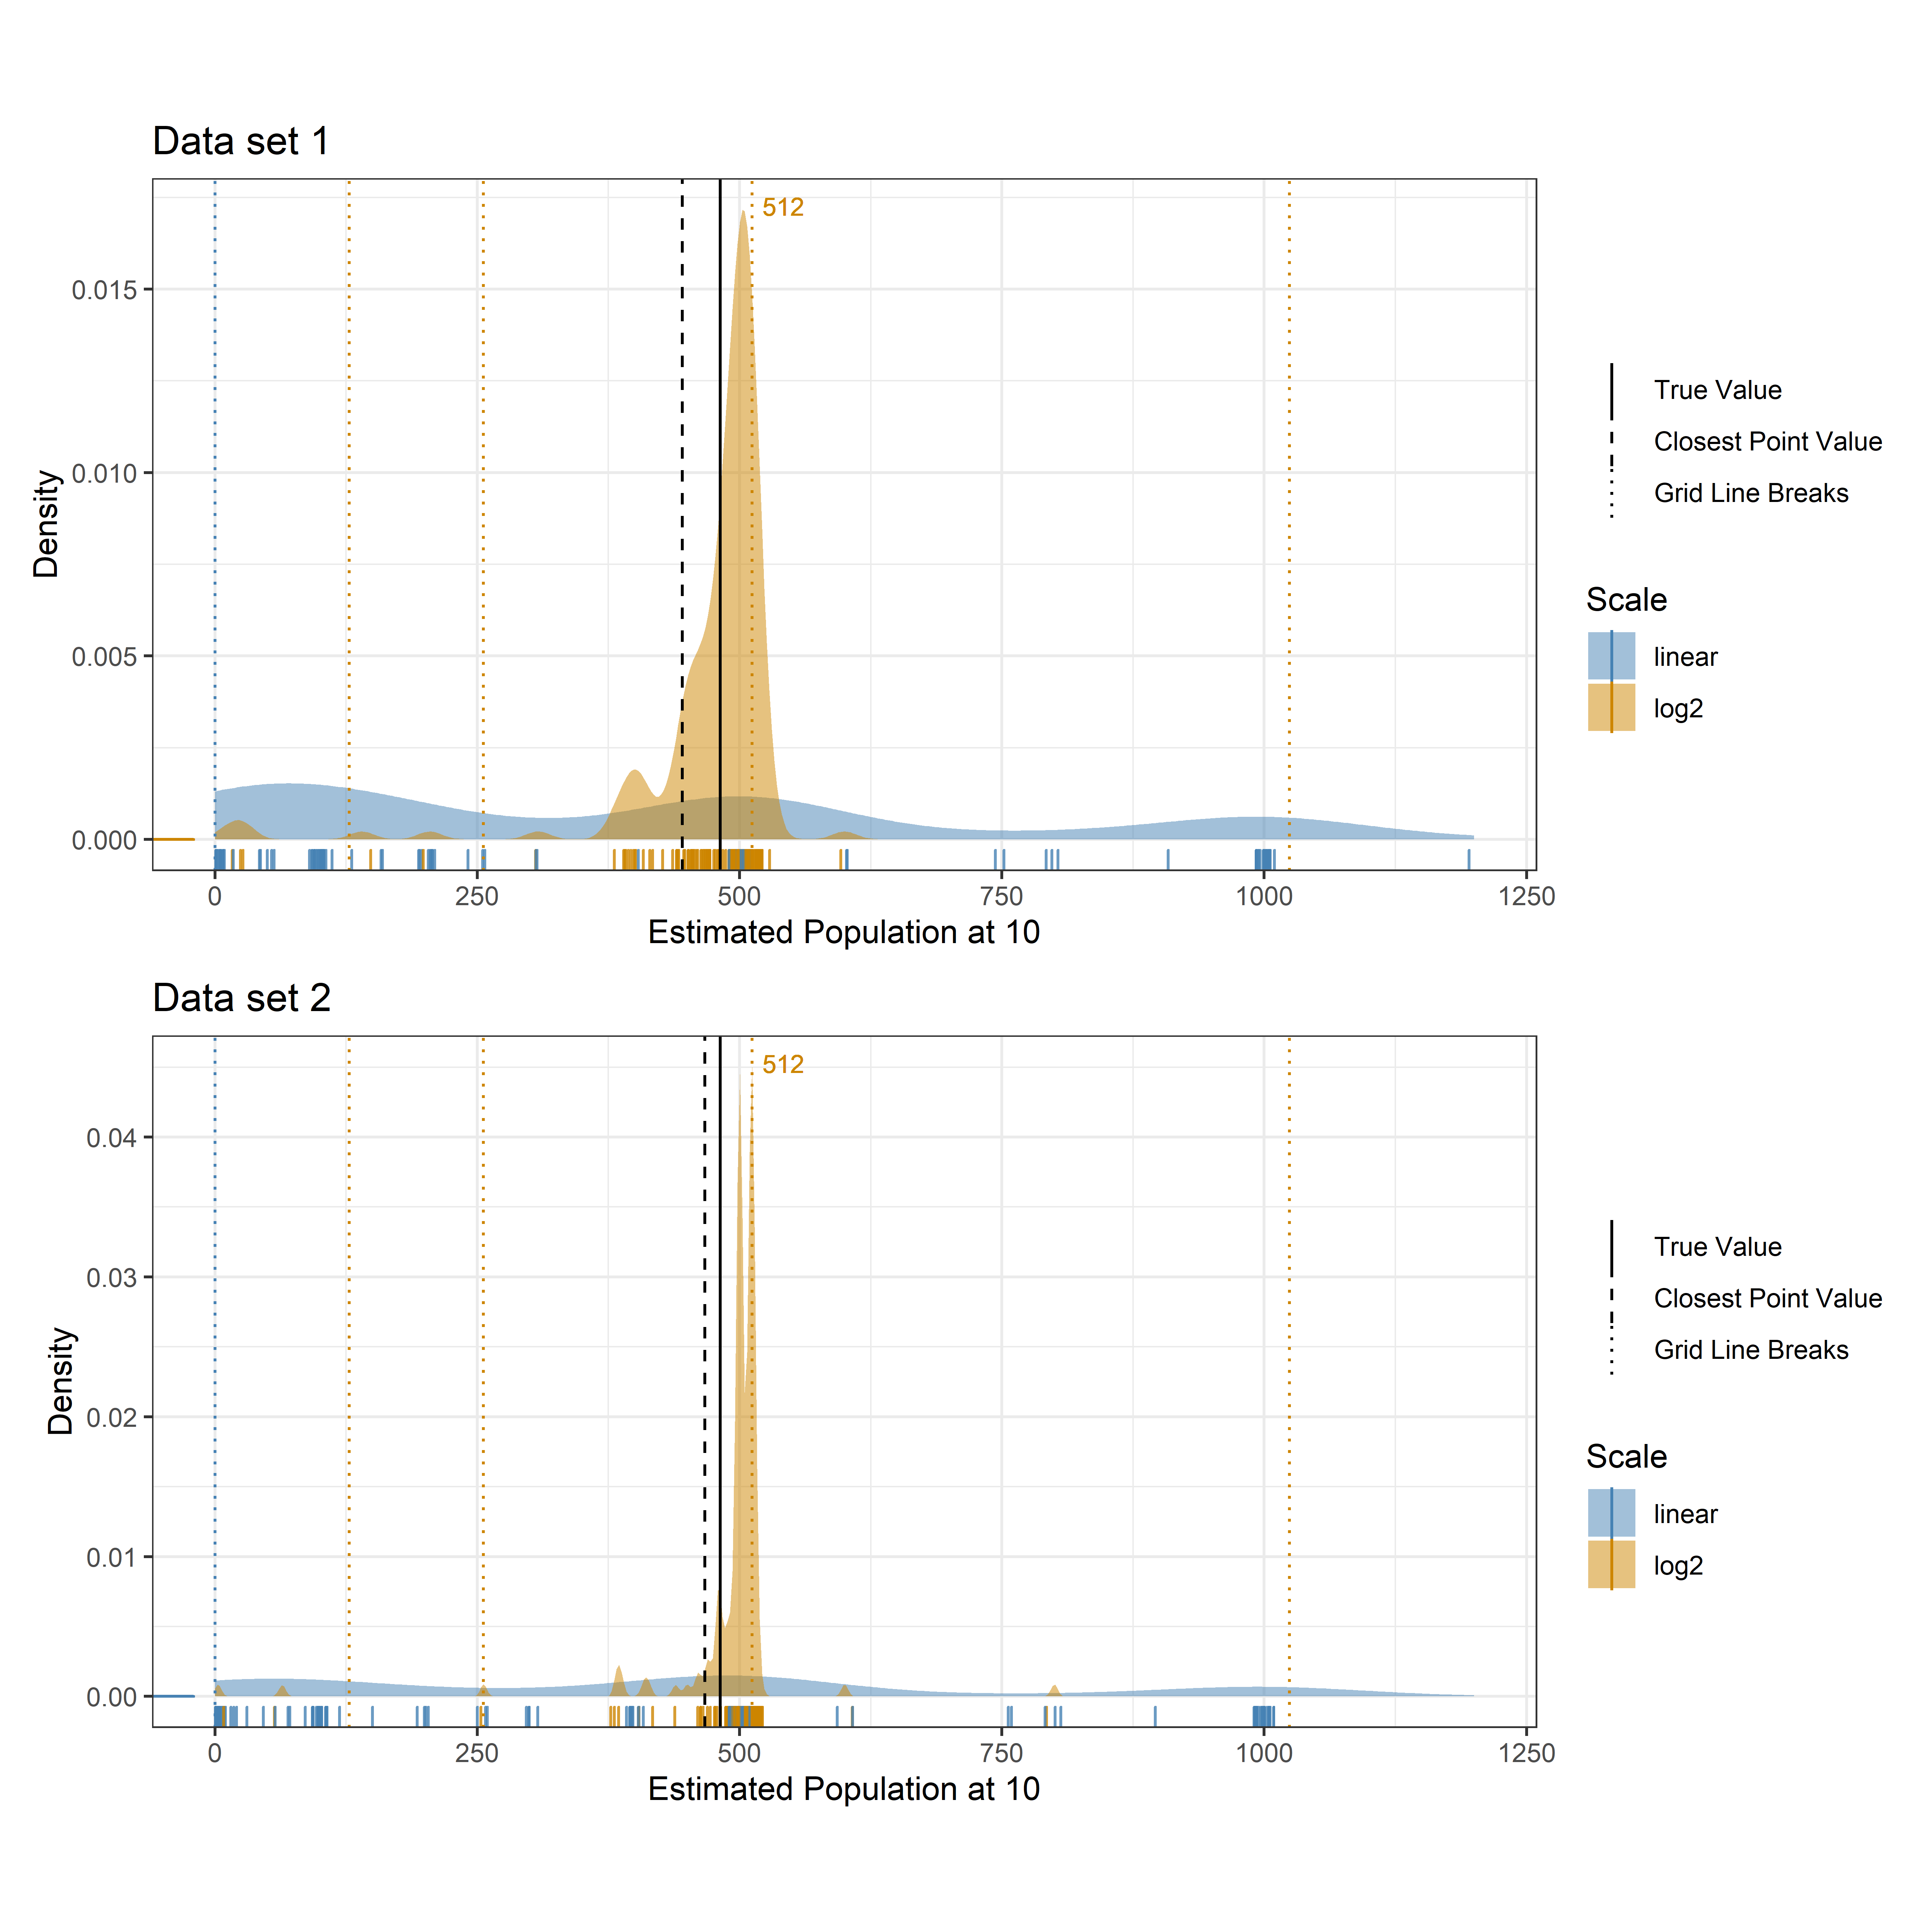 Data set 1
512
0.015
0.010
0.005
0.000
Density
0
250
500
750
1000
1250
Estimated Population at 10
True Value
Closest Point Value
Grid Line Breaks
Scale
linear
log2
Data set 2
512
0.04
0.03
0.02
0.01
0.00
Density
0
250
500
750
1000
1250
Estimated Population at 10
True Value
Closest Point Value
Grid Line Breaks
Scale
linear
log2